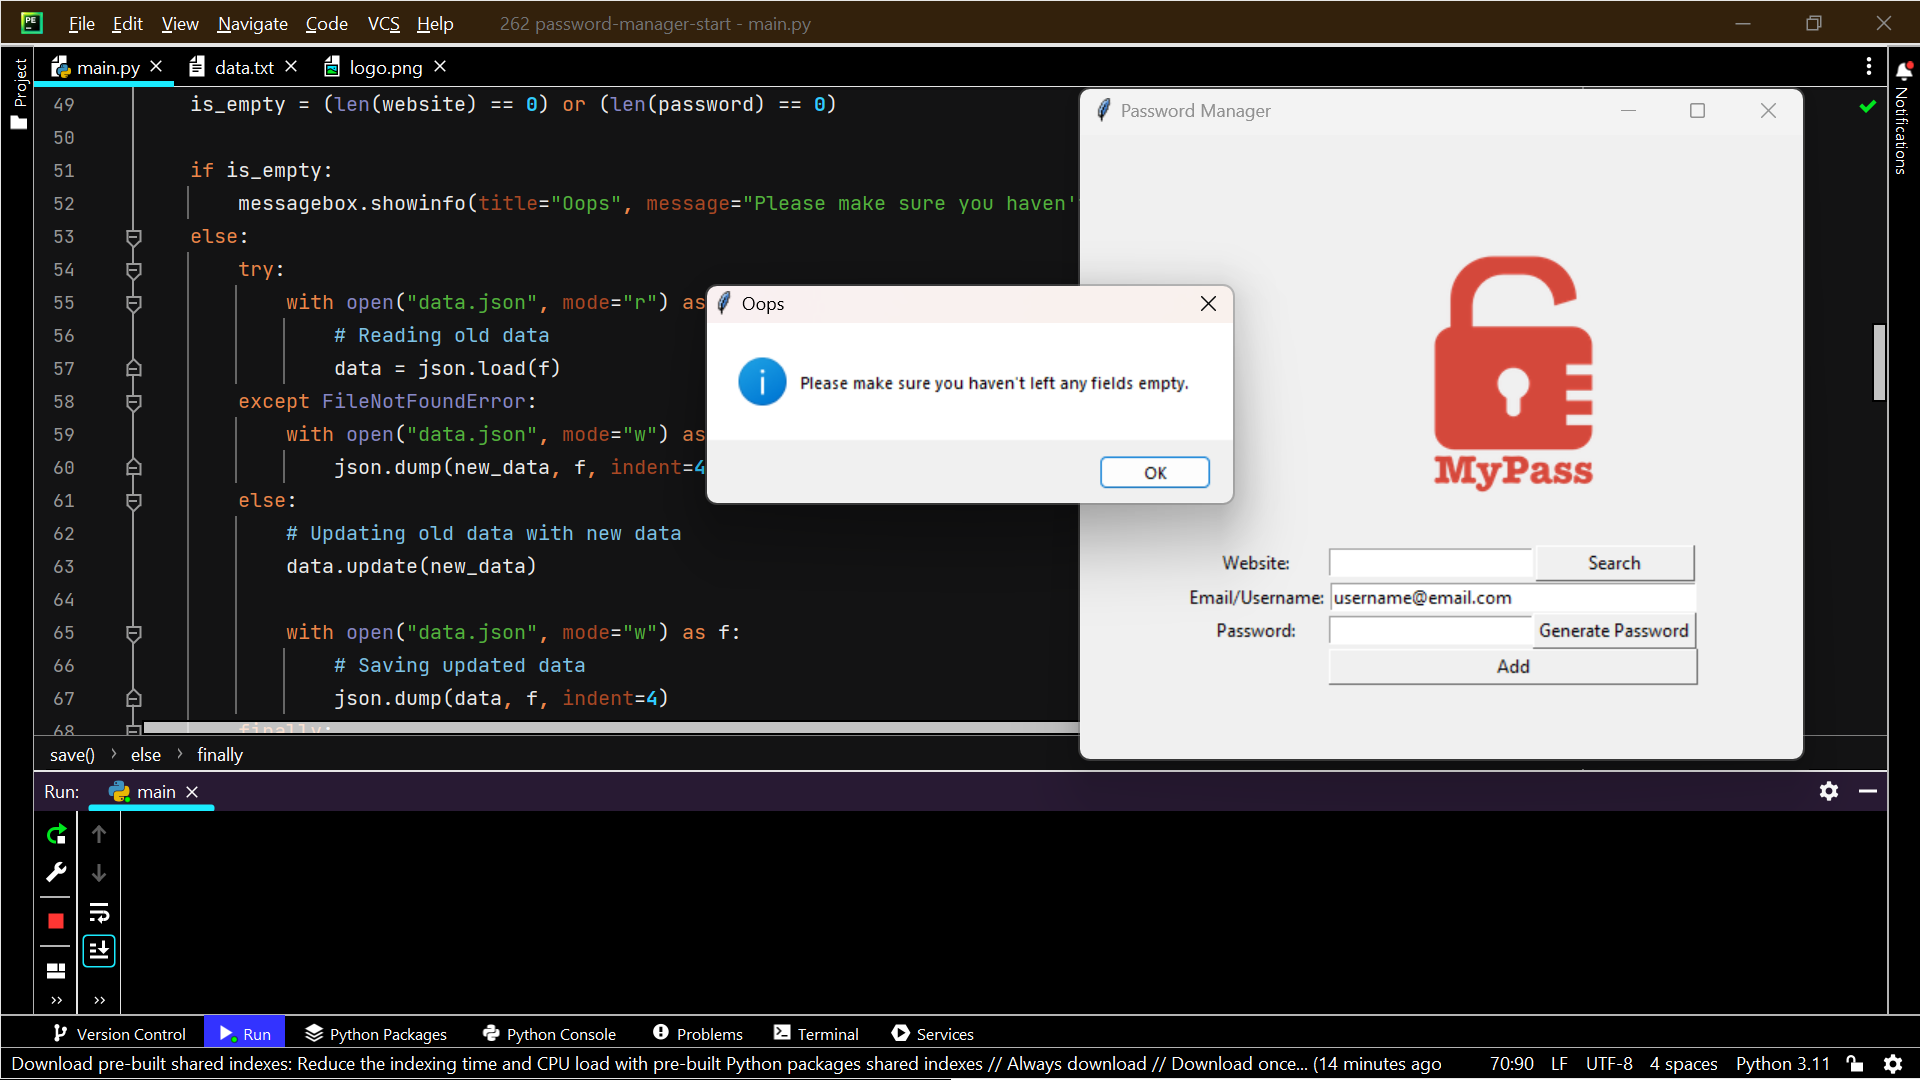 File Edit View Navigate Code VCS Help 262 password-manager-start - main.py
main.py data.txt logo.png
Project
Notifications
49 is_empty = (len(website) == 0) or (len(password) == 0)
50
51 if is_empty:
52 messagebox.showinfo(title="Oops", message="Please make sure you haven'
53 else:
54 try:
55 with open("data.json", mode="r") as
56 # Reading old data
57 data = json.load(f)
58 except FileNotFoundError:
59 with open("data.json", mode="w") as
60 json.dump(new_data, f, indent=4
61 else:
62 # Updating old data with new data
63 data.update(new_data)
64
65 with open("data.json", mode="w") as f:
66 # Saving updated data
67 json.dump(data, f, indent=4)
68 finally:
Password Manager
MyPass
Website: Search
Email/Username: username@email.com
Password: Generate Password
Add
Oops
Please make sure you haven't left any fields empty.
OK
save() › else › finally
Run: main
Version Control Run Python Packages Python Console Problems Terminal Services
Download pre-built shared indexes: Reduce the indexing time and CPU load with pre-built Python packages shared indexes // Always download // Download once... (14 minutes ago 70:90 LF UTF-8 4 spaces Python 3.11